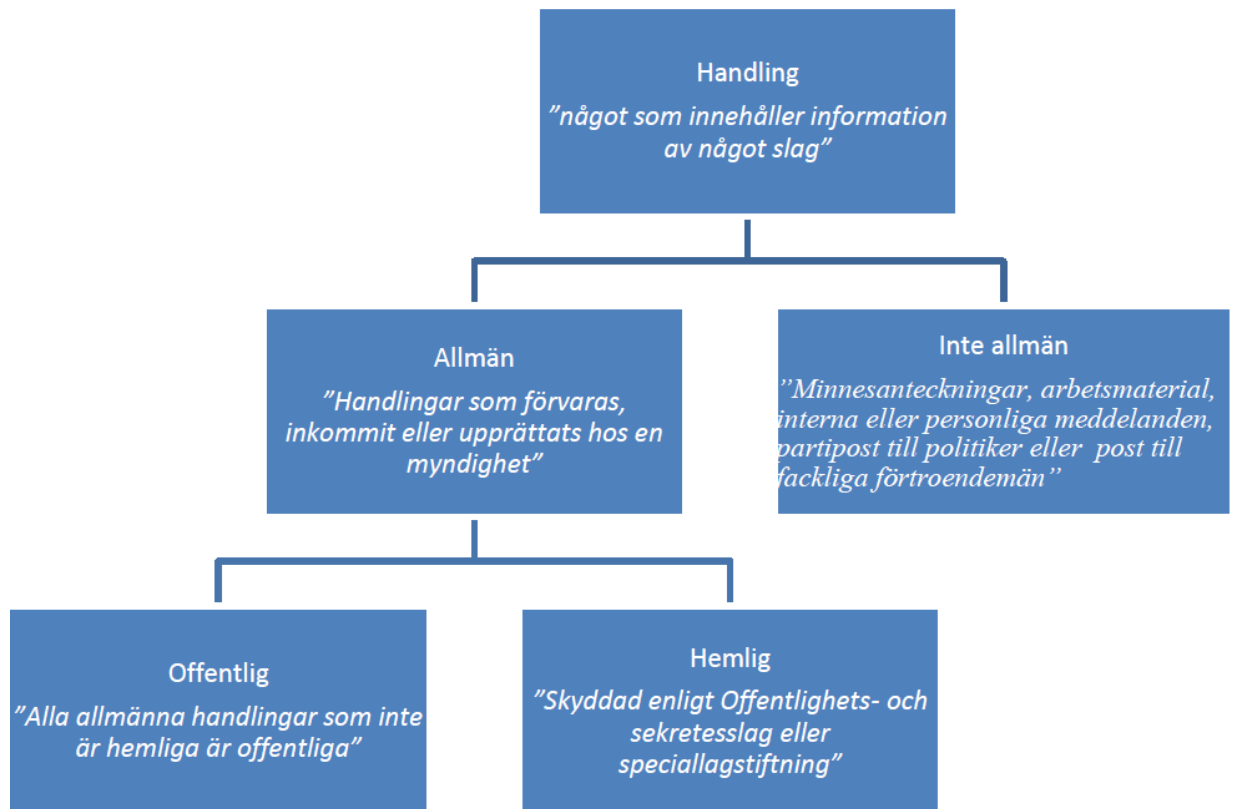 Handling
”något som innehåller information
av något slag”
Allmän
”Handlingar som förvaras,
inkommit eller upprättats hos en
myndighet”
Inte allmän
”Minnesanteckningar, arbetsmaterial,
interna eller personliga meddelanden,
partipost till politiker eller post till
fackliga förtroendemän”
Offentlig
”Alla allmänna handlingar som inte
är hemliga är offentliga”
Hemlig
”Skyddad enligt Offentlighets- och
sekretesslag eller
speciallagstiftning”